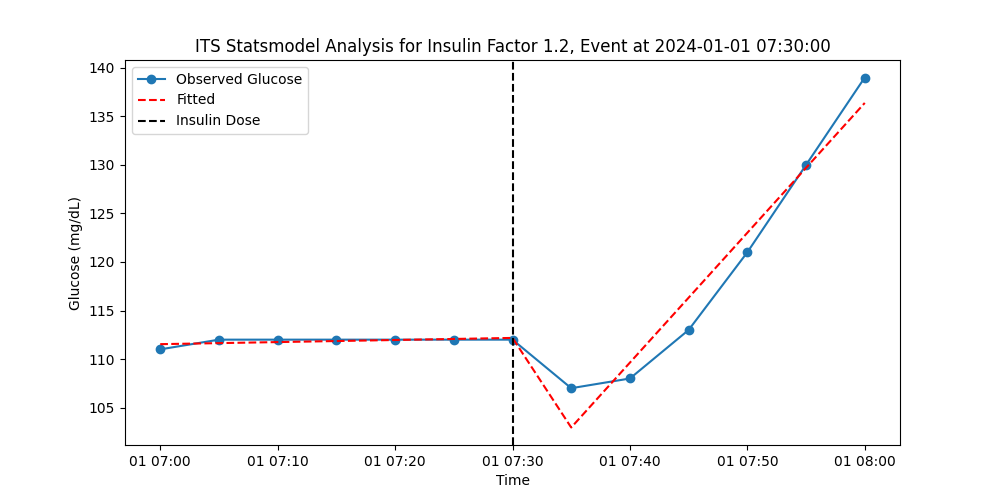 ITS Statsmodel Analysis for Insulin Factor 1.2, Event at 2024-01-01 07:30:00
Observed Glucose
Fitted
Insulin Dose
Glucose (mg/dL)
140
135
130
125
120
115
110
105
01 07:00
01 07:10
01 07:20
01 07:30
01 07:40
01 07:50
01 08:00
Time